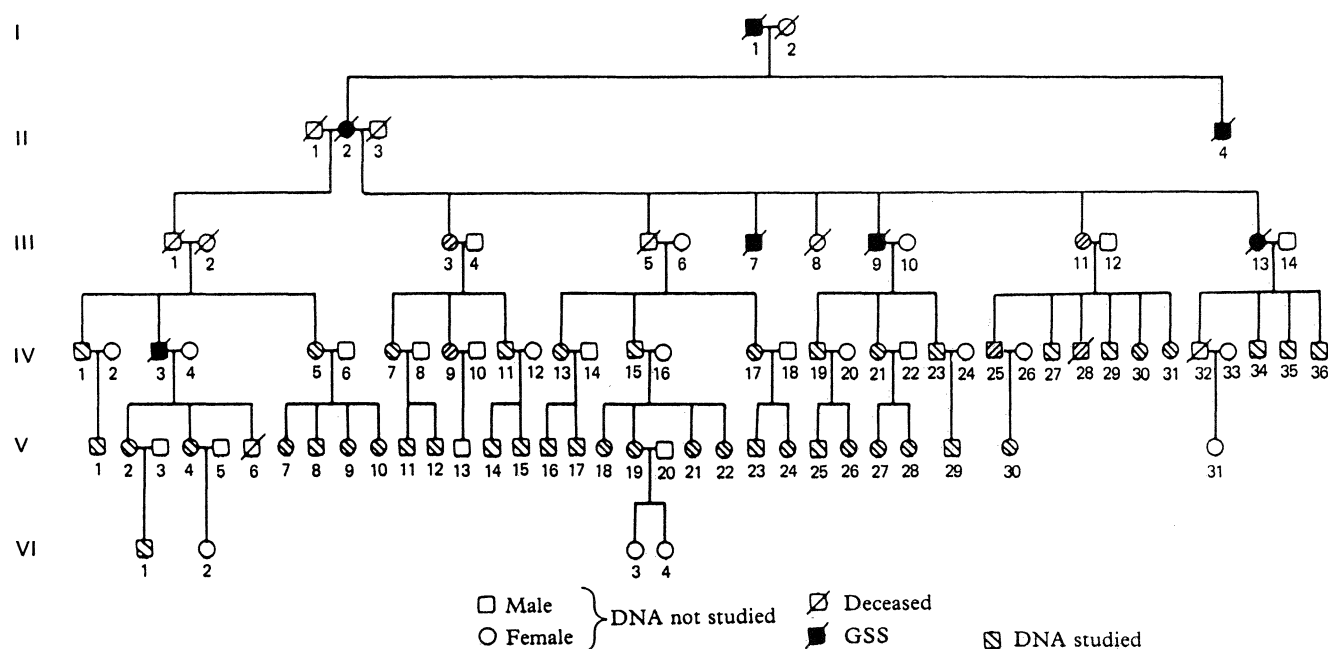 I
1 2
II
1 2 3 4
III
1 2 3 4 5 6 7 8 9 10 11 12 13 14
IV
1 2 3 4 5 6 7 8 9 10 11 12 13 14 15 16 17 18 19 20 21 22 23 24 25 26 27 28 29 30 31 32 33 34 35 36
V
1 2 3 4 5 6 7 8 9 10 11 12 13 14 15 16 17 18 19 20 21 22 23 24 25 26 27 28 29 30 31
VI
1 2 3 4
Male
Female
DNA not studied
Deceased
GSS
DNA studied